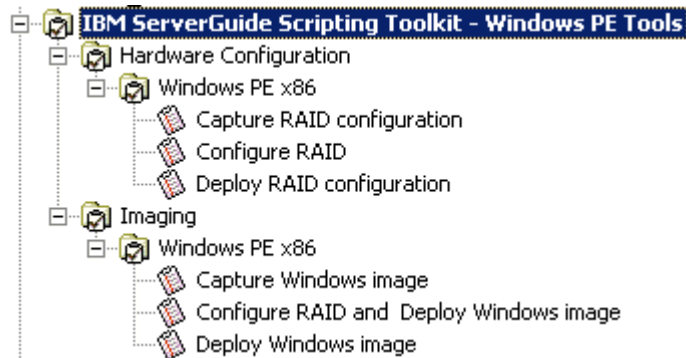 IBM ServerGuide Scripting Toolkit - Windows PE Tools
Hardware Configuration
Windows PE x86
Capture RAID configuration
Configure RAID
Deploy RAID configuration
Imaging
Windows PE x86
Capture Windows image
Configure RAID and  Deploy Windows image
Deploy Windows image